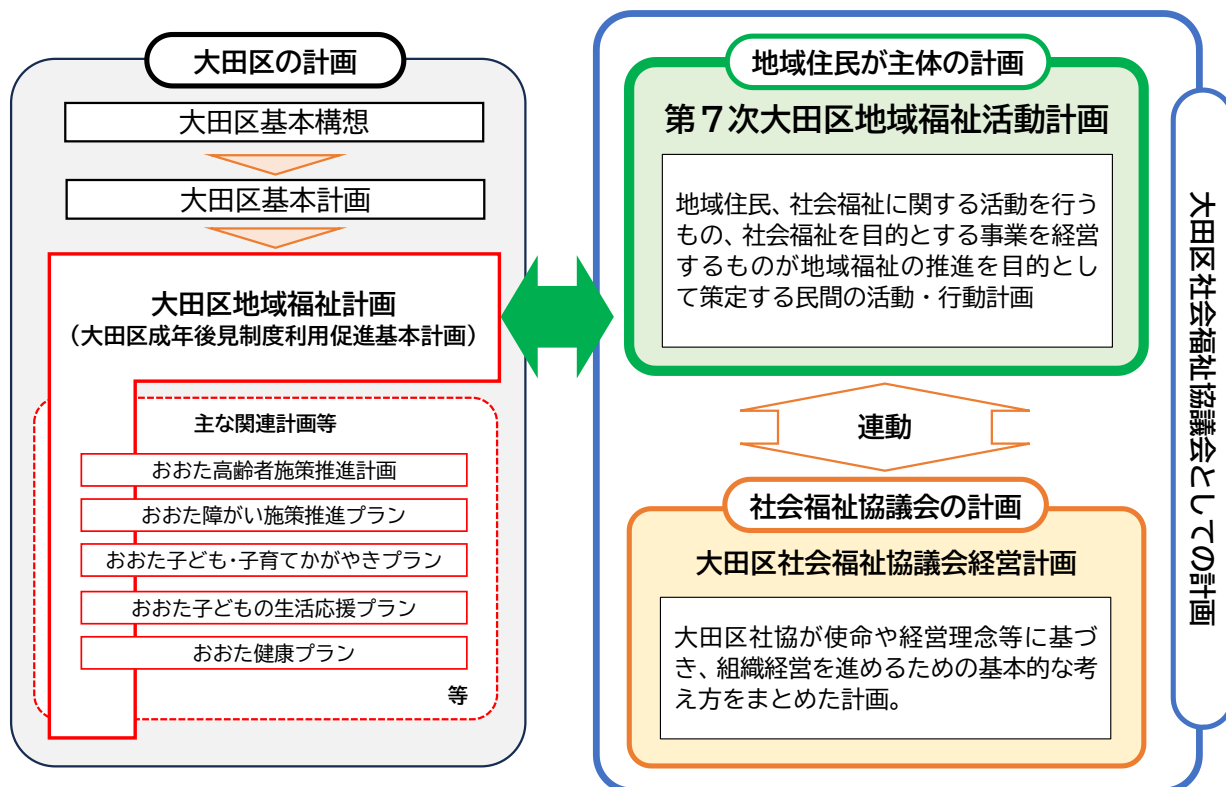 大田区の計画
大田区基本構想
大田区基本計画
大田区地域福祉計画
（大田区成年後見制度利用促進基本計画）
主な関連計画等
おおた高齢者施策推進計画
おおた障がい施策推進プラン
おおた子ども・子育てかがやきプラン
おおた子どもの生活応援プラン
おおた健康プラン
等
地域住民が主体の計画
第７次大田区地域福祉活動計画
地域住民、社会福祉に関する活動を行う
もの、社会福祉を目的とする事業を経営
するものが地域福祉の推進を目的とし
て策定する民間の活動・行動計画
連動
社会福祉協議会の計画
大田区社会福祉協議会経営計画
大田区社協が使命や経営理念等に基づ
き、組織経営を進めるための基本的な考
え方をまとめた計画。
大田区社会福祉協議会としての計画